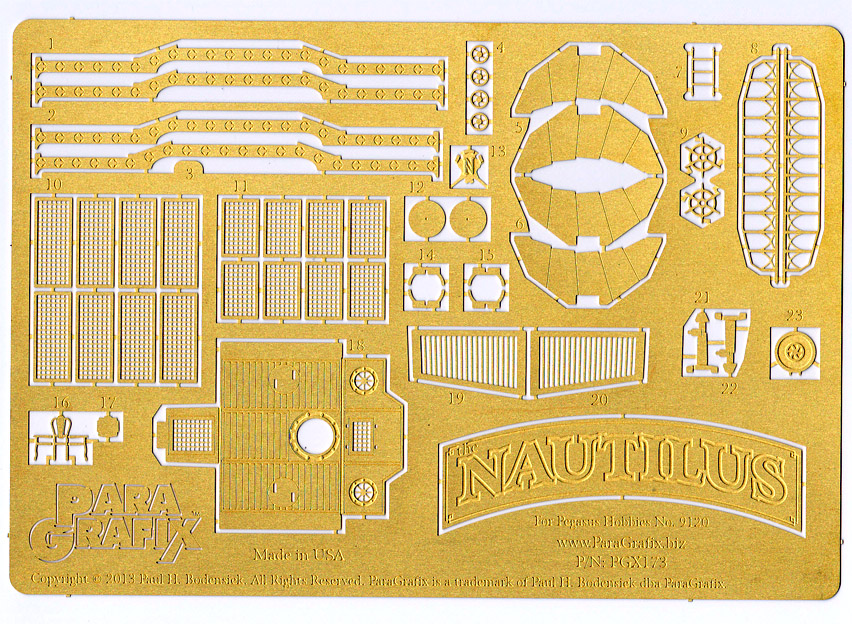 1
4
7
8
2
5
9
13
3
10
11
12
6
N
14
15
21
23
18
22
19
20
16
17
the
NAUTILUS
PARA
GRAFIX
TM
For Pegasus Hobbies No. 9120
www.ParaGrafix.biz
Made in USA
P/N: PGX173
Copyright © 2013 Paul H. Bodensiek. All Rights Reserved. ParaGrafix is a trademark of Paul H. Bodensiek dba ParaGrafix.